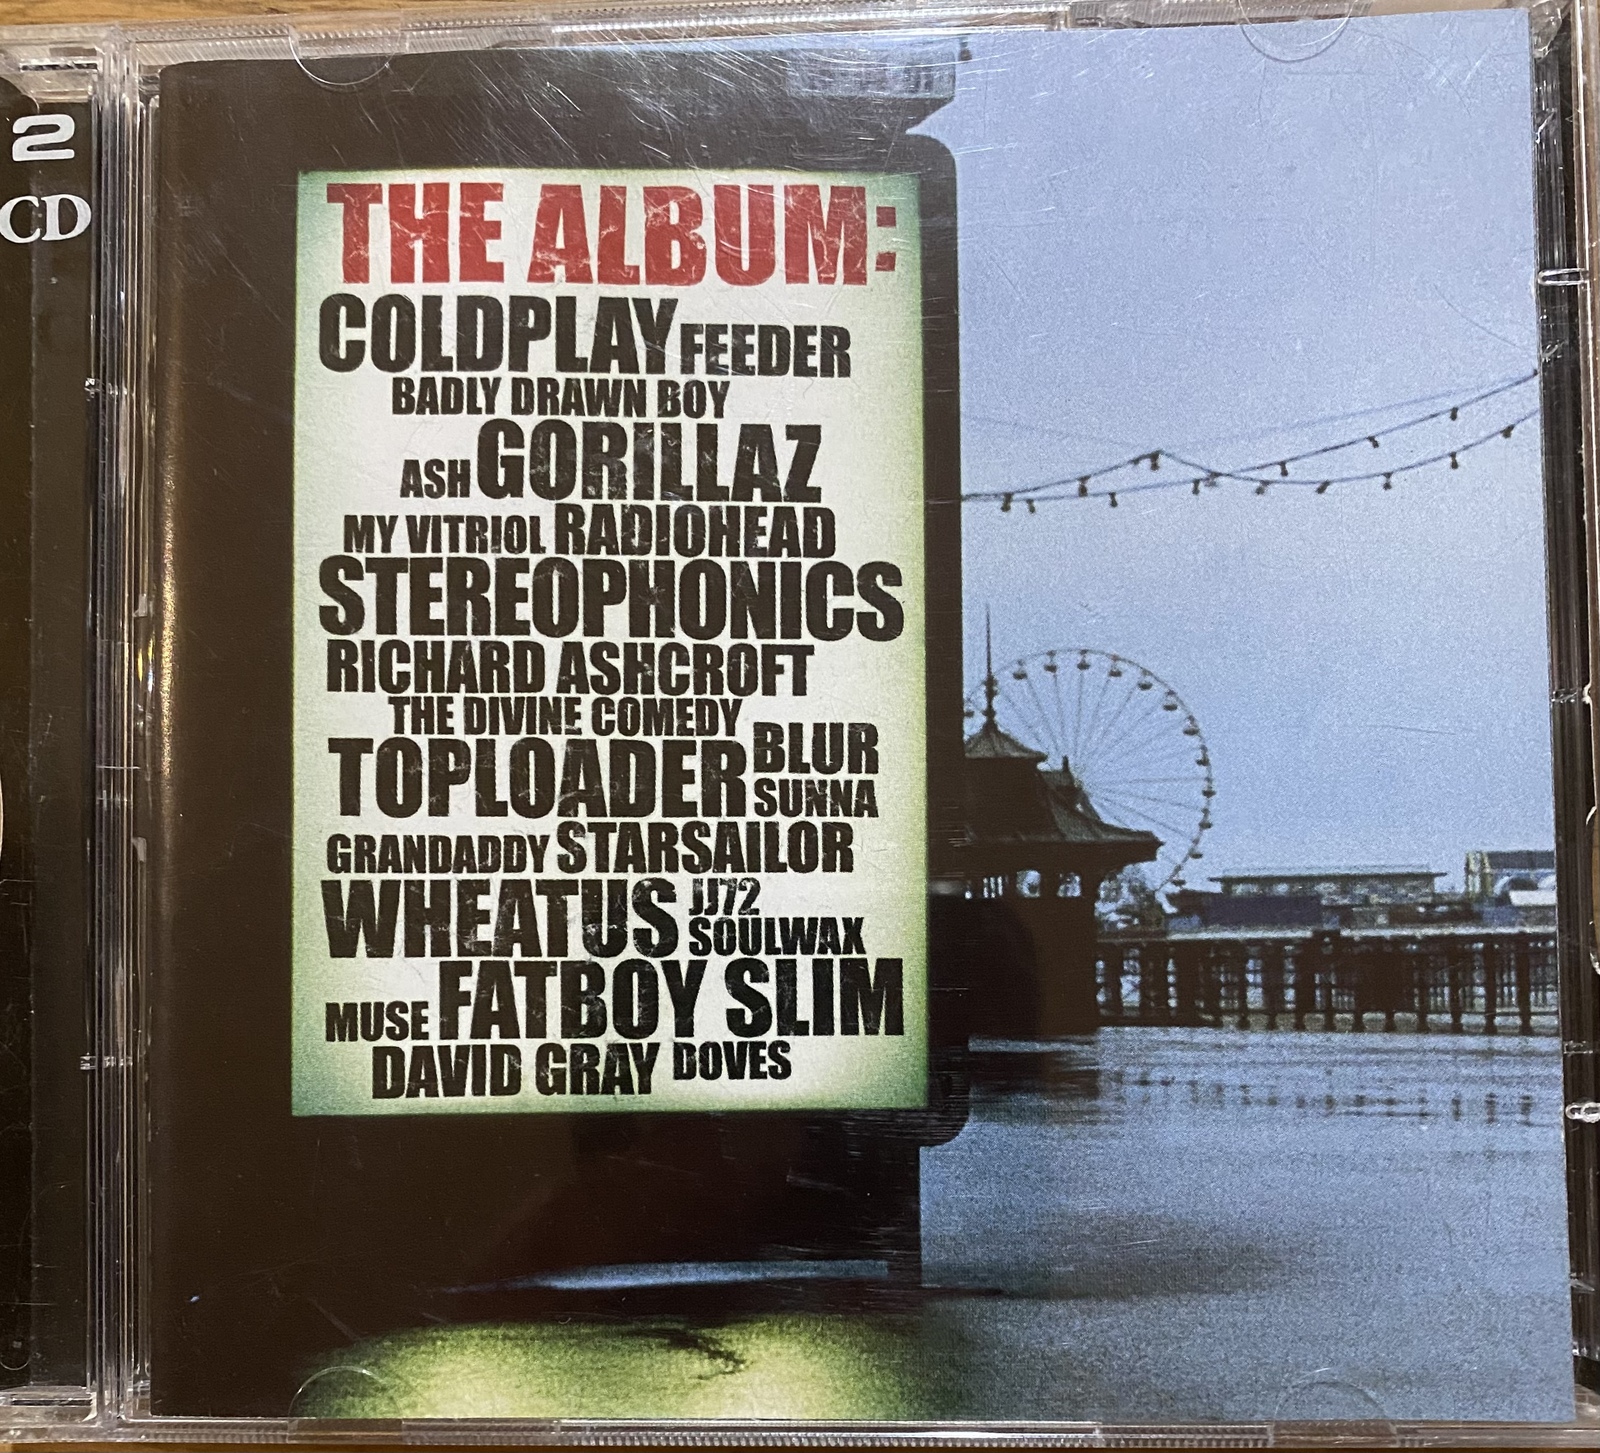 2
CD
THE ALBUM:
COLDPLAY FEEDER
BADLY DRAWN BOY
ASH GORILLAZ
MY VITRIOL RADIOHEAD
STEREOPHONICS
RICHARD ASHCROFT
THE DIVINE COMEDY
TOPLOADER BLUR
SUNNA
GRANDADDY STARSAILOR
WHEATUS JJ72
SOULWAX
MUSE FATBOY SLIM
DAVID GRAY DOVES